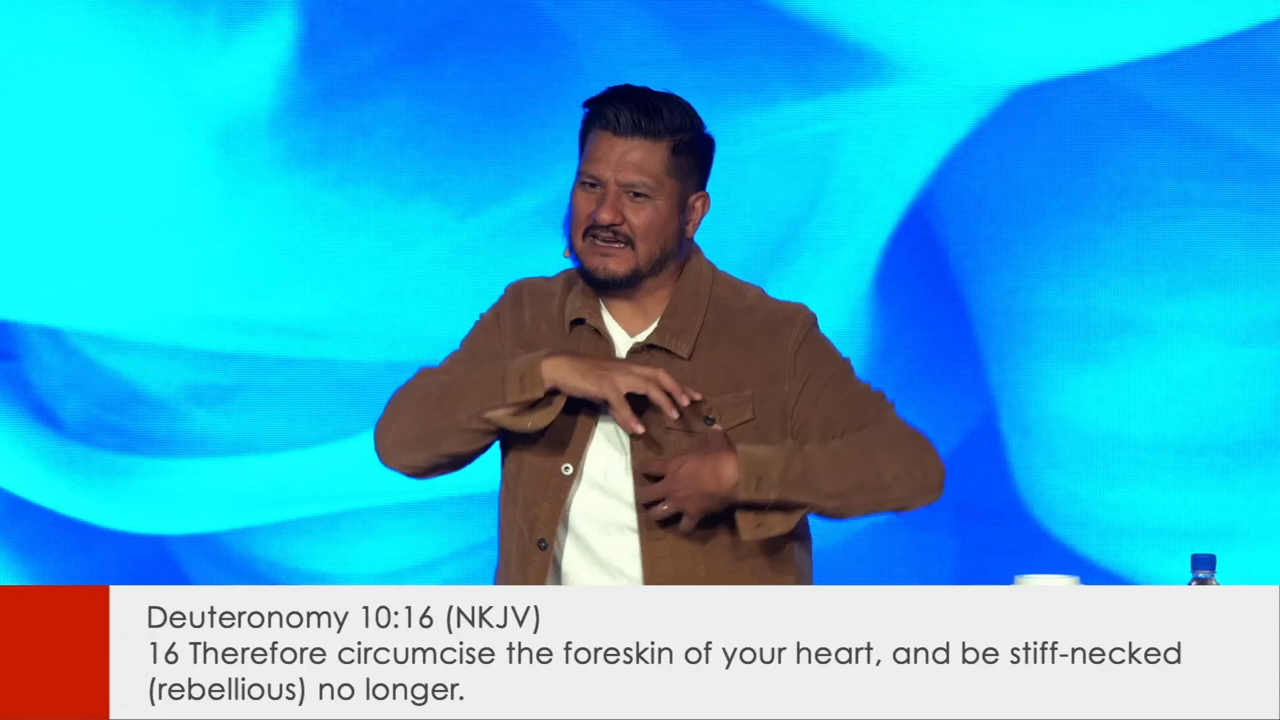 Deuteronomy 10:16 (NKJV)
16 Therefore circumcise the foreskin of your heart, and be stiff-necked
(rebellious) no longer.